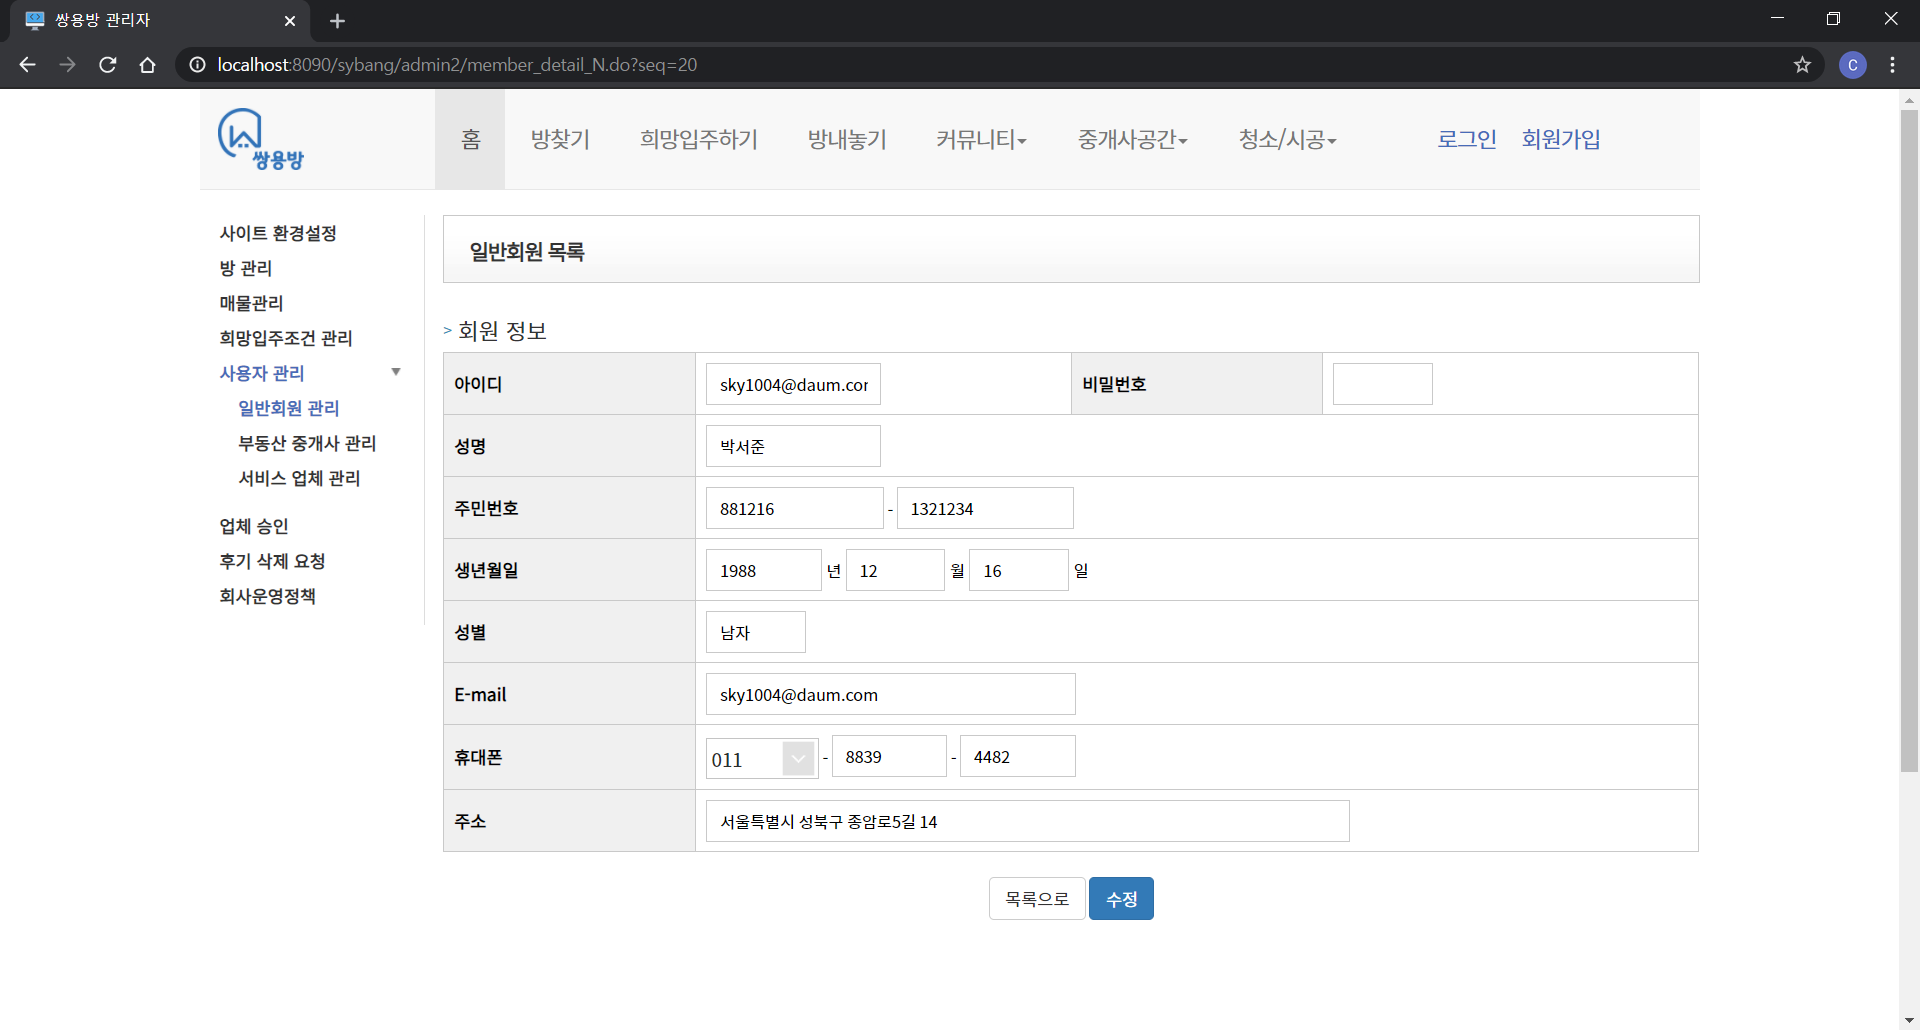 쌍용방 관리자
localhost:8090/sybang/admin2/member_detail_N.do?seq=20
C
쌍용방
홈 방찾기 희망입주하기 방내놓기 커뮤니티 중개사공간 청소/시공 로그인 회원가입
사이트 환경설정
방 관리
매물관리
희망입주조건 관리
사용자 관리
일반회원 관리
부동산 중개사 관리
서비스 업체 관리
업체 승인
후기 삭제 요청
회사운영정책
일반회원 목록
> 회원 정보
아이디 sky1004@daum.cor 비밀번호
성명 박서준
주민번호 881216 - 1321234
생년월일 1988 년 12 월 16 일
성별 남자
E-mail sky1004@daum.com
휴대폰 011 - 8839 - 4482
주소 서울특별시 성북구 종암로5길 14
목록으로 수정